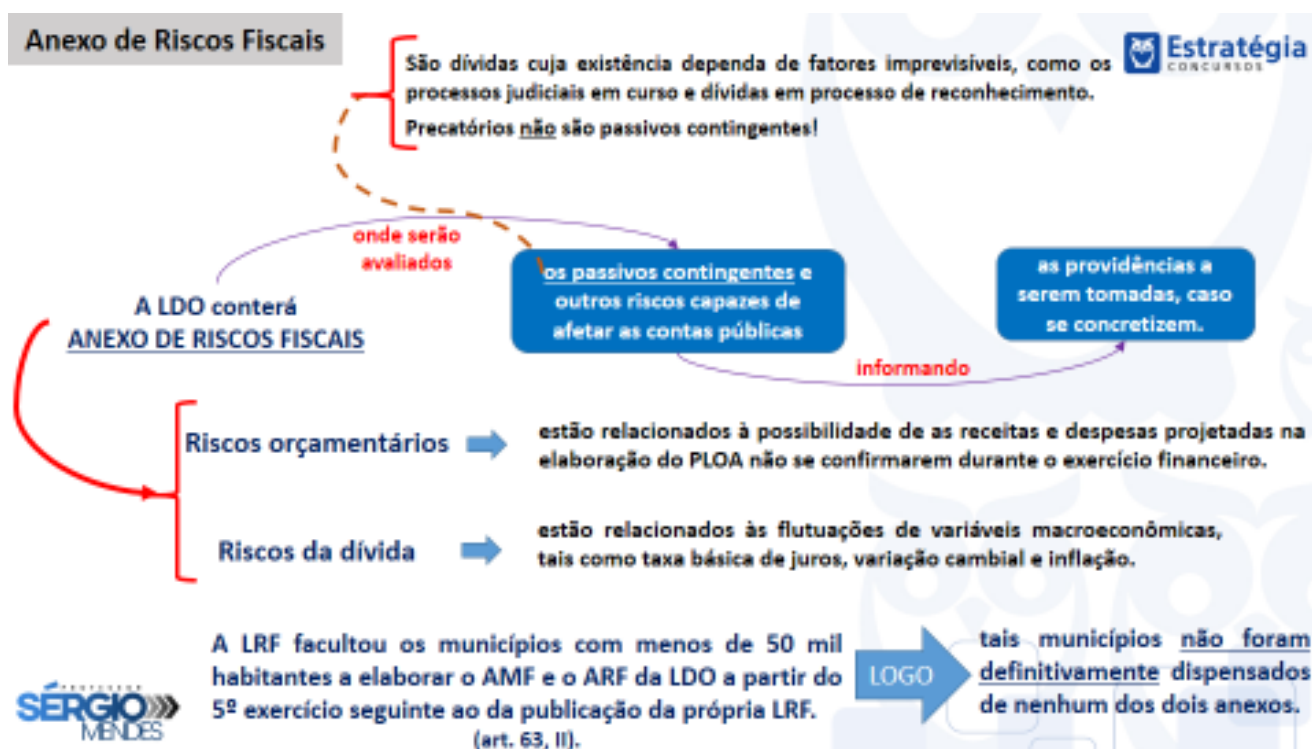 Anexo de Riscos Fiscais
Estratégia
CONCURSOS
São dívidas cuja existência dependa de fatores imprevisíveis, como os
processos judiciais em curso e dívidas em processo de reconhecimento.
Precatórios não são passivos contingentes!
onde serão
avaliados
A LDO conterá
ANEXO DE RISCOS FISCAIS
os passivos contingentes e
outros riscos capazes de
afetar as contas públicas
informando
as providências a
serem tomadas, caso
se concretizem.
Riscos orçamentários
estão relacionados à possibilidade de as receitas e despesas projetadas na
elaboração do PLOA não se confirmarem durante o exercício financeiro.
Riscos da dívida
estão relacionados às flutuações de variáveis macroeconômicas,
tais como taxa básica de juros, variação cambial e inflação.
A LRF facultou os municípios com menos de 50 mil
habitantes a elaborar o AMF e o ARF da LDO a partir do
5º exercício seguinte ao da publicação da própria LRF.
(art. 63, II).
LOGO
tais municípios não foram
definitivamente dispensados
de nenhum dos dois anexos.
PROFESSOR
SÉRGIO
MENDES